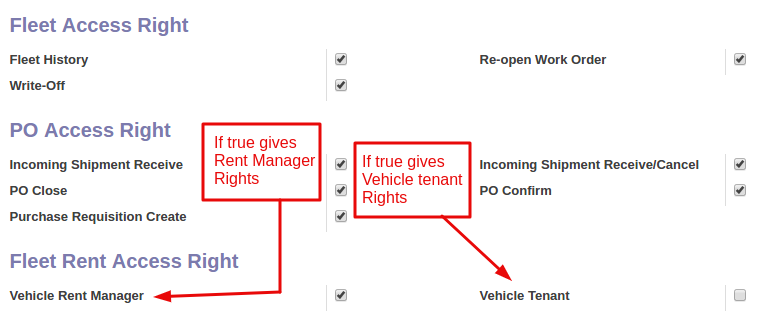 Fleet Access Right
Fleet History
Re-open Work Order
Write-Off
PO Access Right
If true gives
Rent Manager
Rights
If true gives
Vehicle tenant
Rights
Incoming Shipment Receive
Incoming Shipment Receive/Cancel
PO Close
PO Confirm
Purchase Requisition Create
Fleet Rent Access Right
Vehicle Rent Manager
Vehicle Tenant